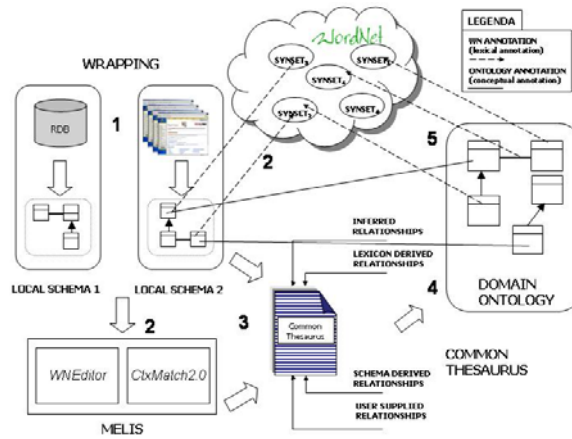 WordNet
LEGENDA
WN ANNOTATION
(lexical annotation)
ONTOLOGY ANNOTATION
(conceptual annotation)
WRAPPING
SYNSET
SYNSET
SYNSET
SYNSET
SYNSET
1
RDB
2
5
INFERRED
RELATIONSHIPS
LEXICON DERIVED
RELATIONSHIPS
LOCAL SCHEMA 1
LOCAL SCHEMA 2
4
DOMAIN
ONTOLOGY
2
3
Common
Thesaurus
COMMON
THESAURUS
WNEditor
CtxMatch2.0
SCHEMA DERIVED
RELATIONSHIPS
USER SUPPLIED
RELATIONSHIPS
MELIS